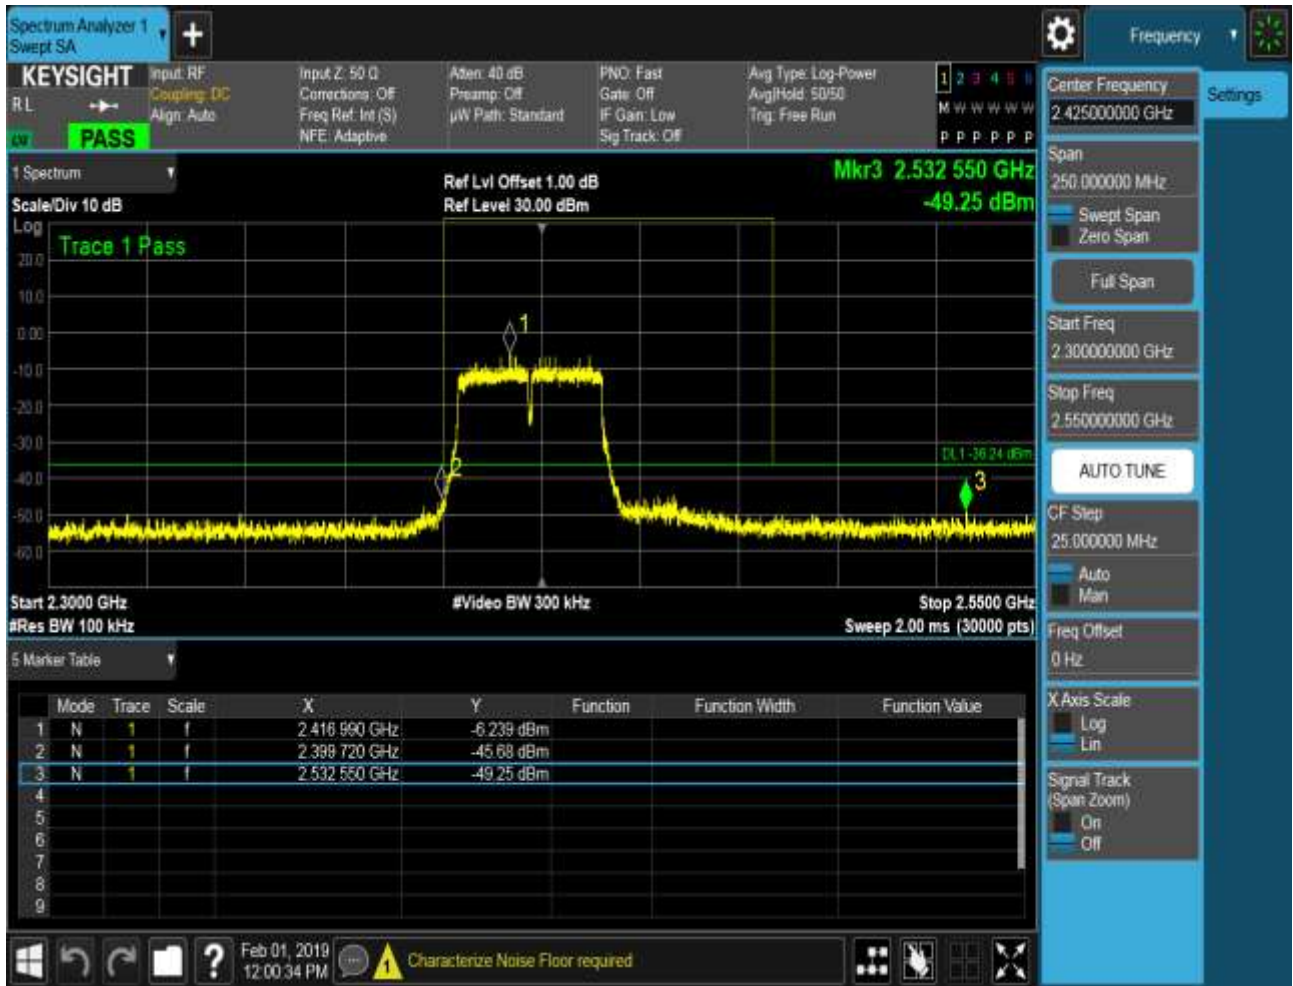 Spectrum Analyzer 1
Swept SA
+
Frequency
KEYSIGHT
R L
PASS
Input: RF
Coupling: DC
Align: Auto
Input Z: 50 Ω
Corrections: Off
Freq Ref: Int (S)
NFE: Adaptive
Atten: 40 dB
Preamp: Off
µW Path: Standard
PNO: Fast
Gate: Off
IF Gain: Low
Sig Track: Off
Avg Type: Log-Power
Avg|Hold: 50/50
Trig: Free Run
1 2 3 4 5 6
M W W W W W
P P P P P P
1 Spectrum
Scale/Div 10 dB
Ref Lvl Offset 1.00 dB
Ref Level 30.00 dBm
Mkr3 2.532 550 GHz
-49.25 dBm
Log
Trace 1 Pass
20.0
10.0
0.00
-10.0
-20.0
-30.0
-40.0
-50.0
-60.0
1
2
3
DL1 -36.24 dBm
Start 2.3000 GHz
#Video BW 300 kHz
Stop 2.5500 GHz
#Res BW 100 kHz
Sweep 2.00 ms (30000 pts)
5 Marker Table
Mode Trace Scale X Y Function Function Width Function Value
1 N 1 f 2.416 990 GHz -6.239 dBm
2 N 1 f 2.399 720 GHz -45.68 dBm
3 N 1 f 2.532 550 GHz -49.25 dBm
4
5
6
7
8
9
Feb 01, 2019
12:00:34 PM
?
1
Characterize Noise Floor required
Center Frequency
2.425000000 GHz
Settings
Span
250.000000 MHz
Swept Span
Zero Span
Full Span
Start Freq
2.300000000 GHz
Stop Freq
2.550000000 GHz
AUTO TUNE
CF Step
25.000000 MHz
Auto
Man
Freq Offset
0 Hz
X Axis Scale
Log
Lin
Signal Track
(Span Zoom)
On
Off